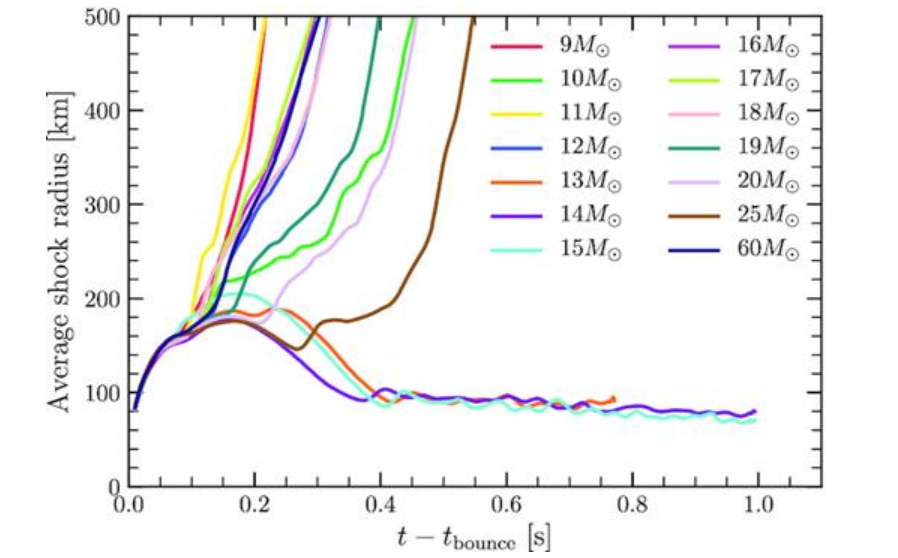 500
400
300
200
100
0
Average shock radius [km]
0.0 0.2 0.4 0.6 0.8 1.0
t − t_bounce [s]
9M⊙ 16M⊙
10M⊙ 17M⊙
11M⊙ 18M⊙
12M⊙ 19M⊙
13M⊙ 20M⊙
14M⊙ 25M⊙
15M⊙ 60M⊙